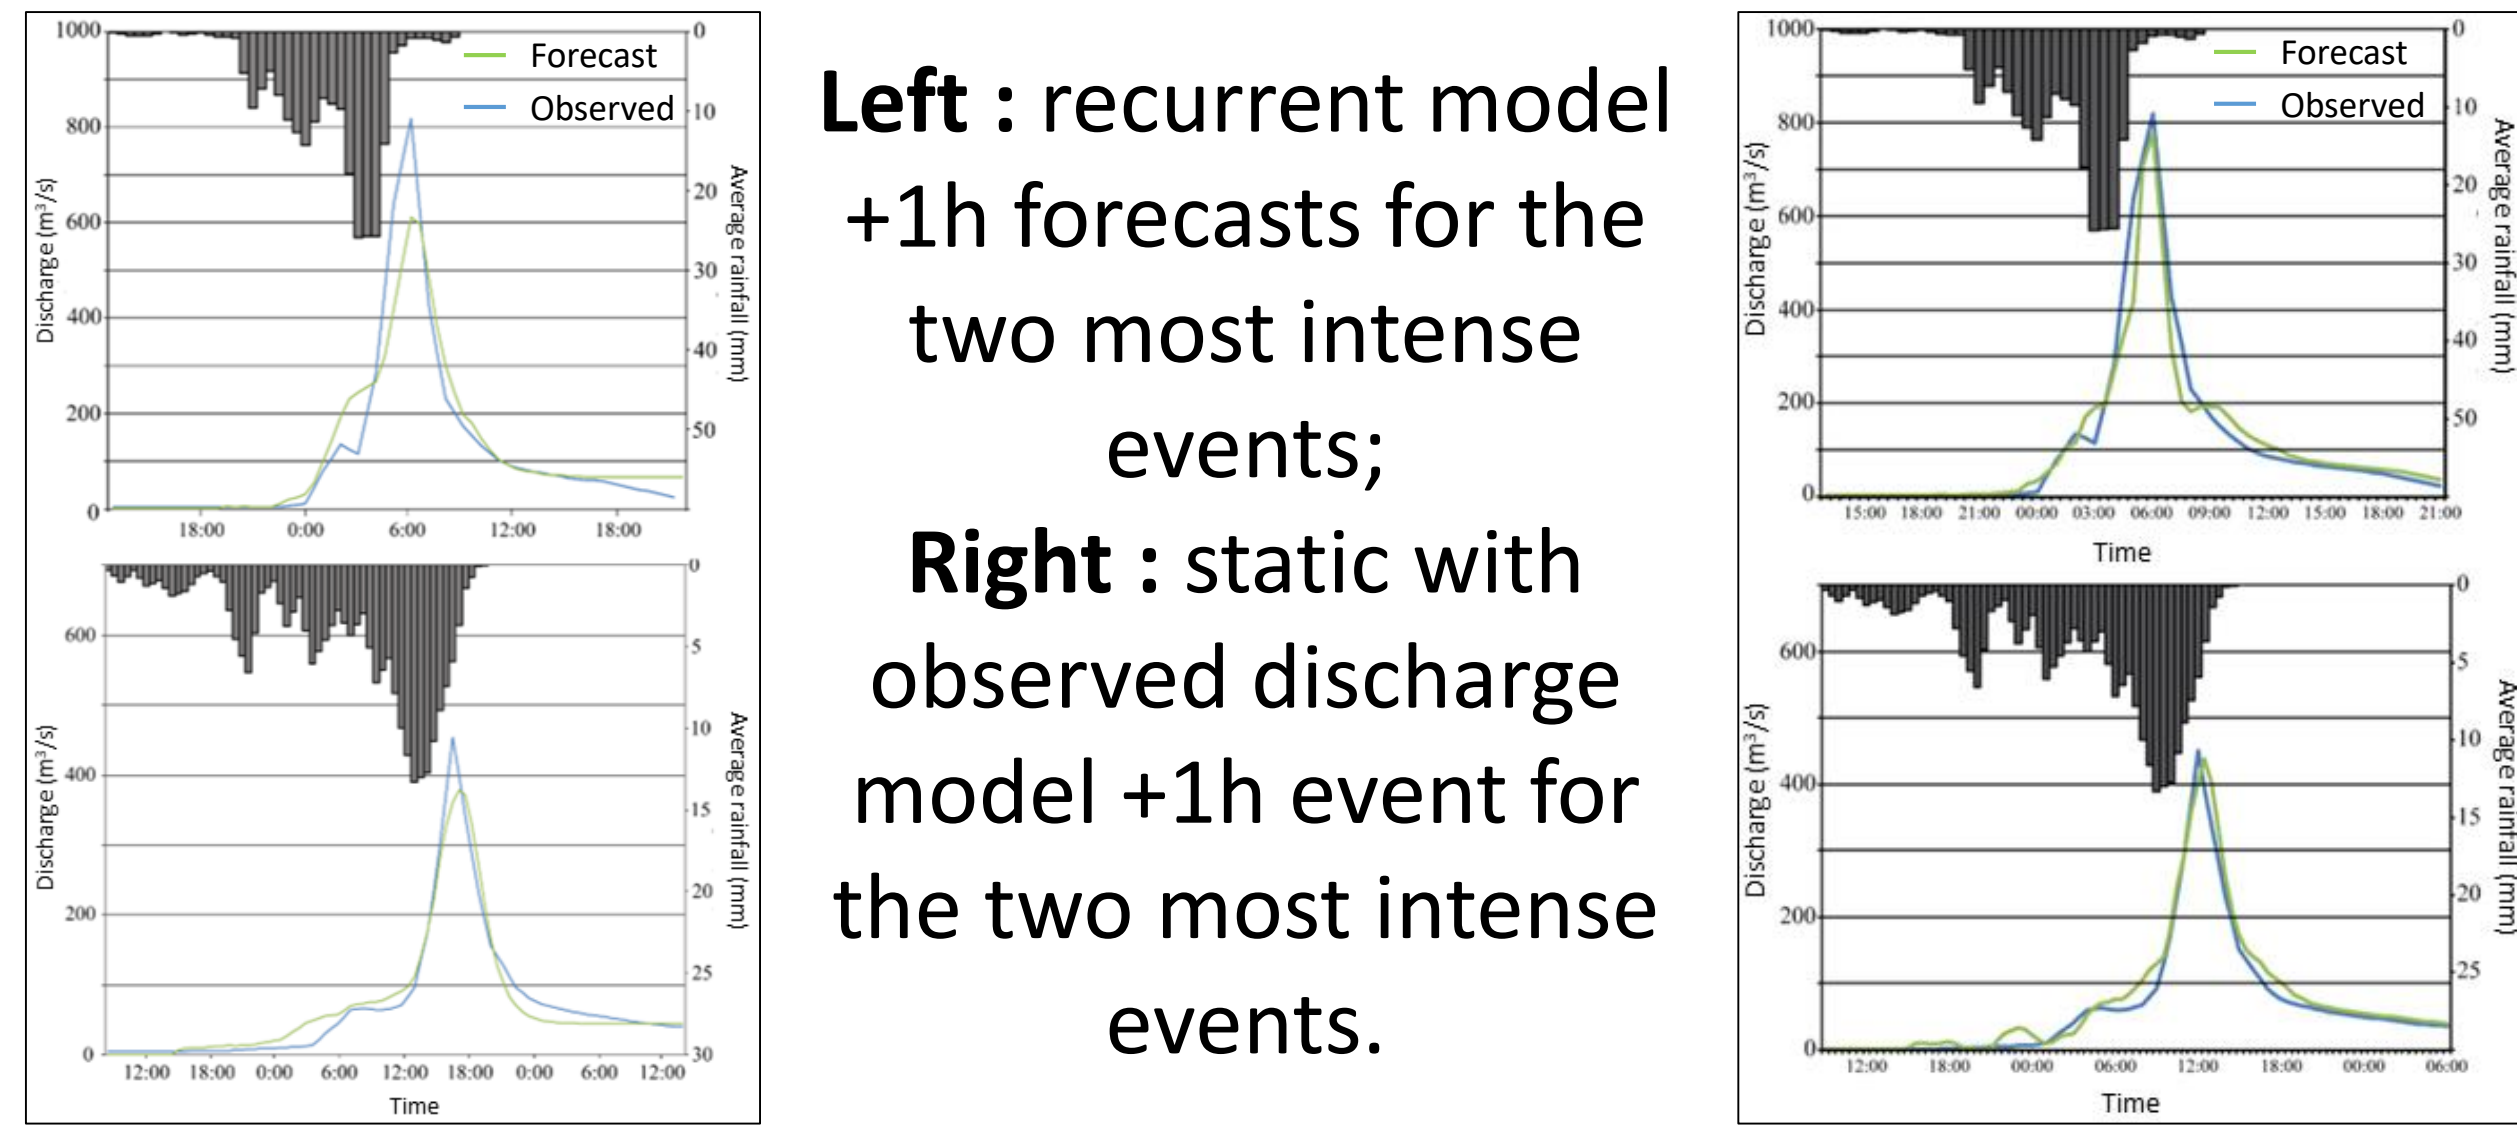 1000
800
600
400
200
0
0
10
20
30
40
50
Forecast
Observed
Discharge (m³/s)
Average rainfall (mm)
18:00 0:00 6:00 12:00 18:00
600
400
200
0
0
5
10
15
20
25
30
Discharge (m³/s)
Average rainfall (mm)
12:00 18:00 0:00 6:00 12:00 18:00 0:00 6:00 12:00
Time
Left : recurrent model
+1h forecasts for the
two most intense
events;
Right : static with
observed discharge
model +1h event for
the two most intense
events.
1000
800
600
400
200
0
0
10
20
30
40
50
Forecast
Observed
Discharge (m³/s)
Average rainfall (mm)
15:00 18:00 21:00 00:00 03:00 06:00 09:00 12:00 15:00 18:00 21:00
Time
600
400
200
0
0
5
10
15
20
25
Discharge (m³/s)
Average rainfall (mm)
12:00 18:00 00:00 06:00 12:00 18:00 00:00 06:00
Time